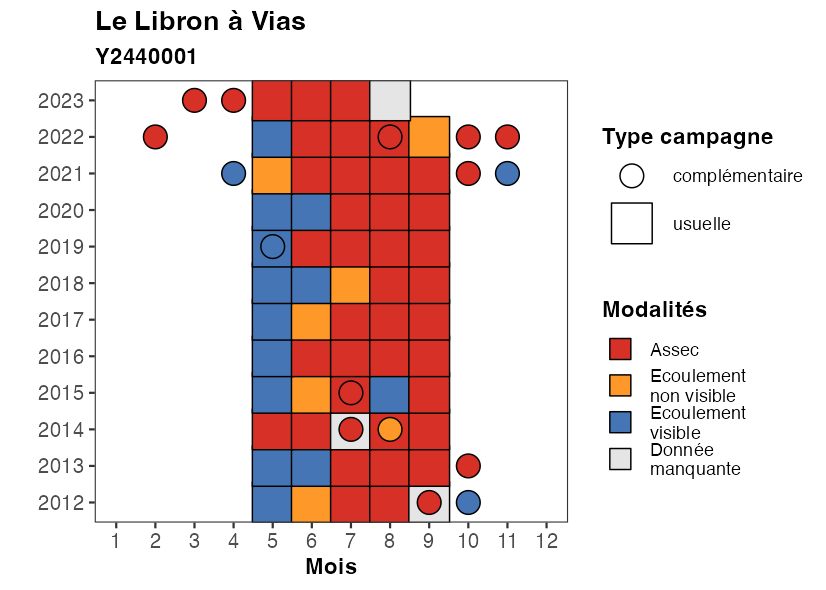 Le Libron à Vias
Y2440001
2023
2022
2021
2020
2019
2018
2017
2016
2015
2014
2013
2012
1 2 3 4 5 6 7 8 9 10 11 12
Mois
Type campagne
complémentaire
usuelle
Modalités
Assec
Ecoulement
non visible
Ecoulement
visible
Donnée
manquante